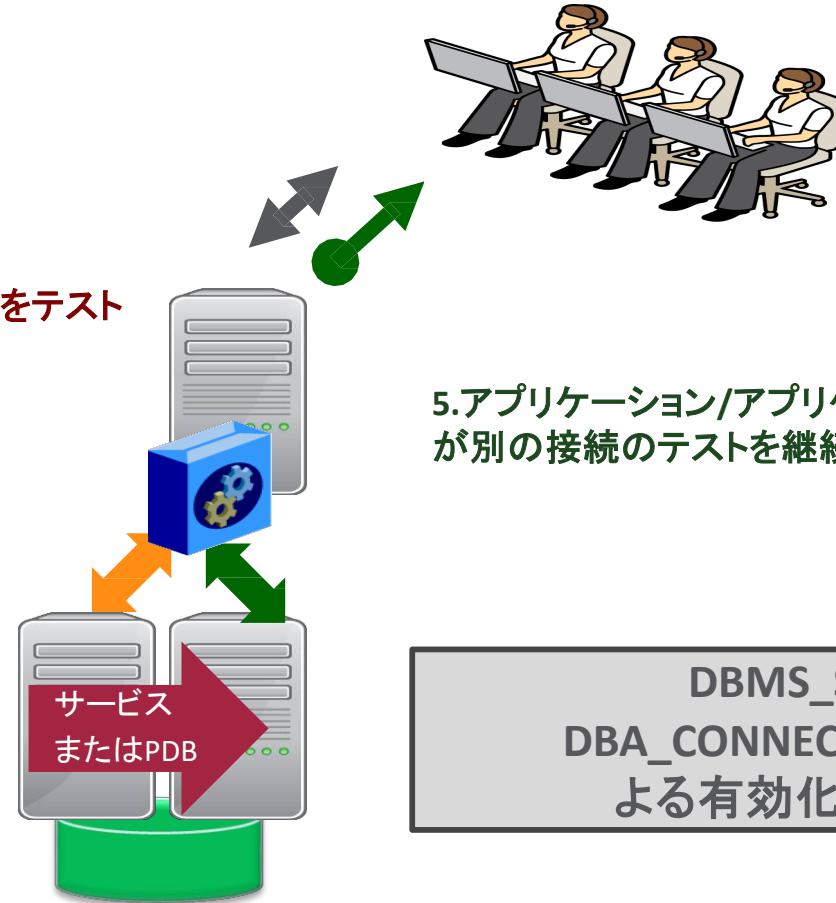 をテスト
5.アプリケーション/アプリ
が別の接続のテストを継
サービス
またはPDB
DBMS_
DBA_CONNEC
よる有効化